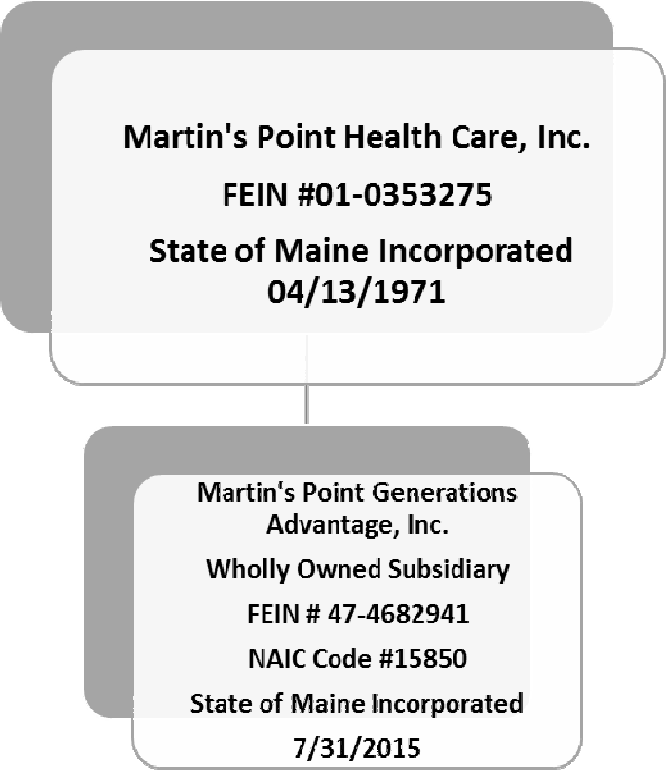 Martin's Point Health Care, Inc.
FEIN #01-0353275
State of Maine Incorporated
04/13/1971
Martin's Point Generations
Advantage, Inc.
Wholly Owned Subsidiary
FEIN # 47-4682941
NAIC Code #15850
State of Maine Incorporated
7/31/2015